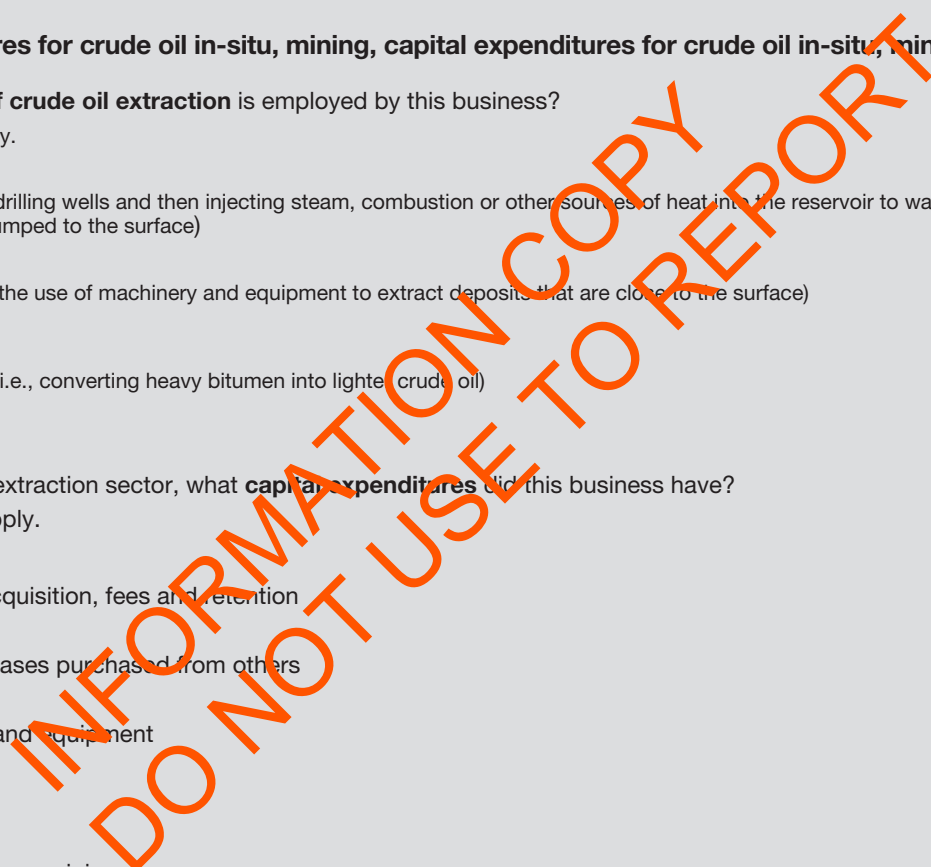 res for crude oil in-situ, mining, capital expenditures for crude oil in-situ, min
f crude oil extraction is employed by this business?
y.
drilling wells and then injecting steam, combustion or other sources of heat into the reservoir to wa
umped to the surface)
the use of machinery and equipment to extract deposits that are close to the surface)
i.e., converting heavy bitumen into lighter crude oil)
extraction sector, what capital expenditures did this business have?
pply.
cquisition, fees and retention
ases purchased from others
and equipment
INFORMATION COPY
DO NOT USE TO REPORT